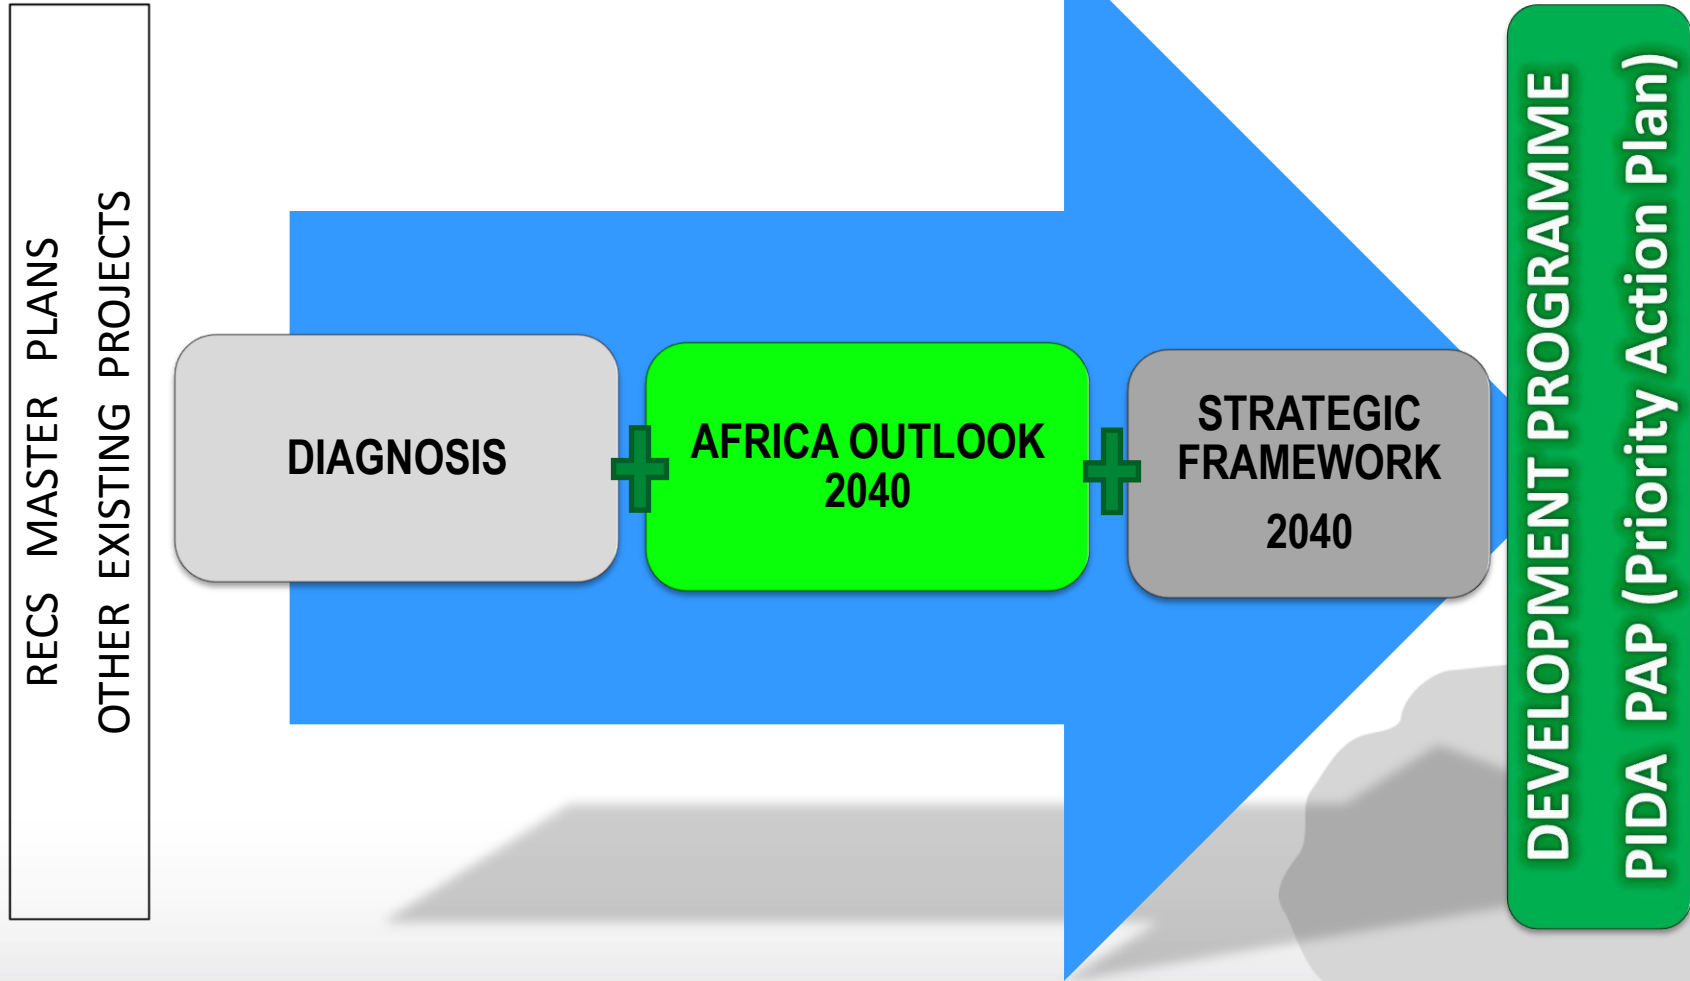 RECS MASTER PLANS
OTHER EXISTING PROJECTS
DIAGNOSIS
AFRICA OUTLOOK
2040
STRATEGIC
FRAMEWORK
2040
DEVELOPMENT PROGRAMME
PIDA PAP (Priority Action Plan)